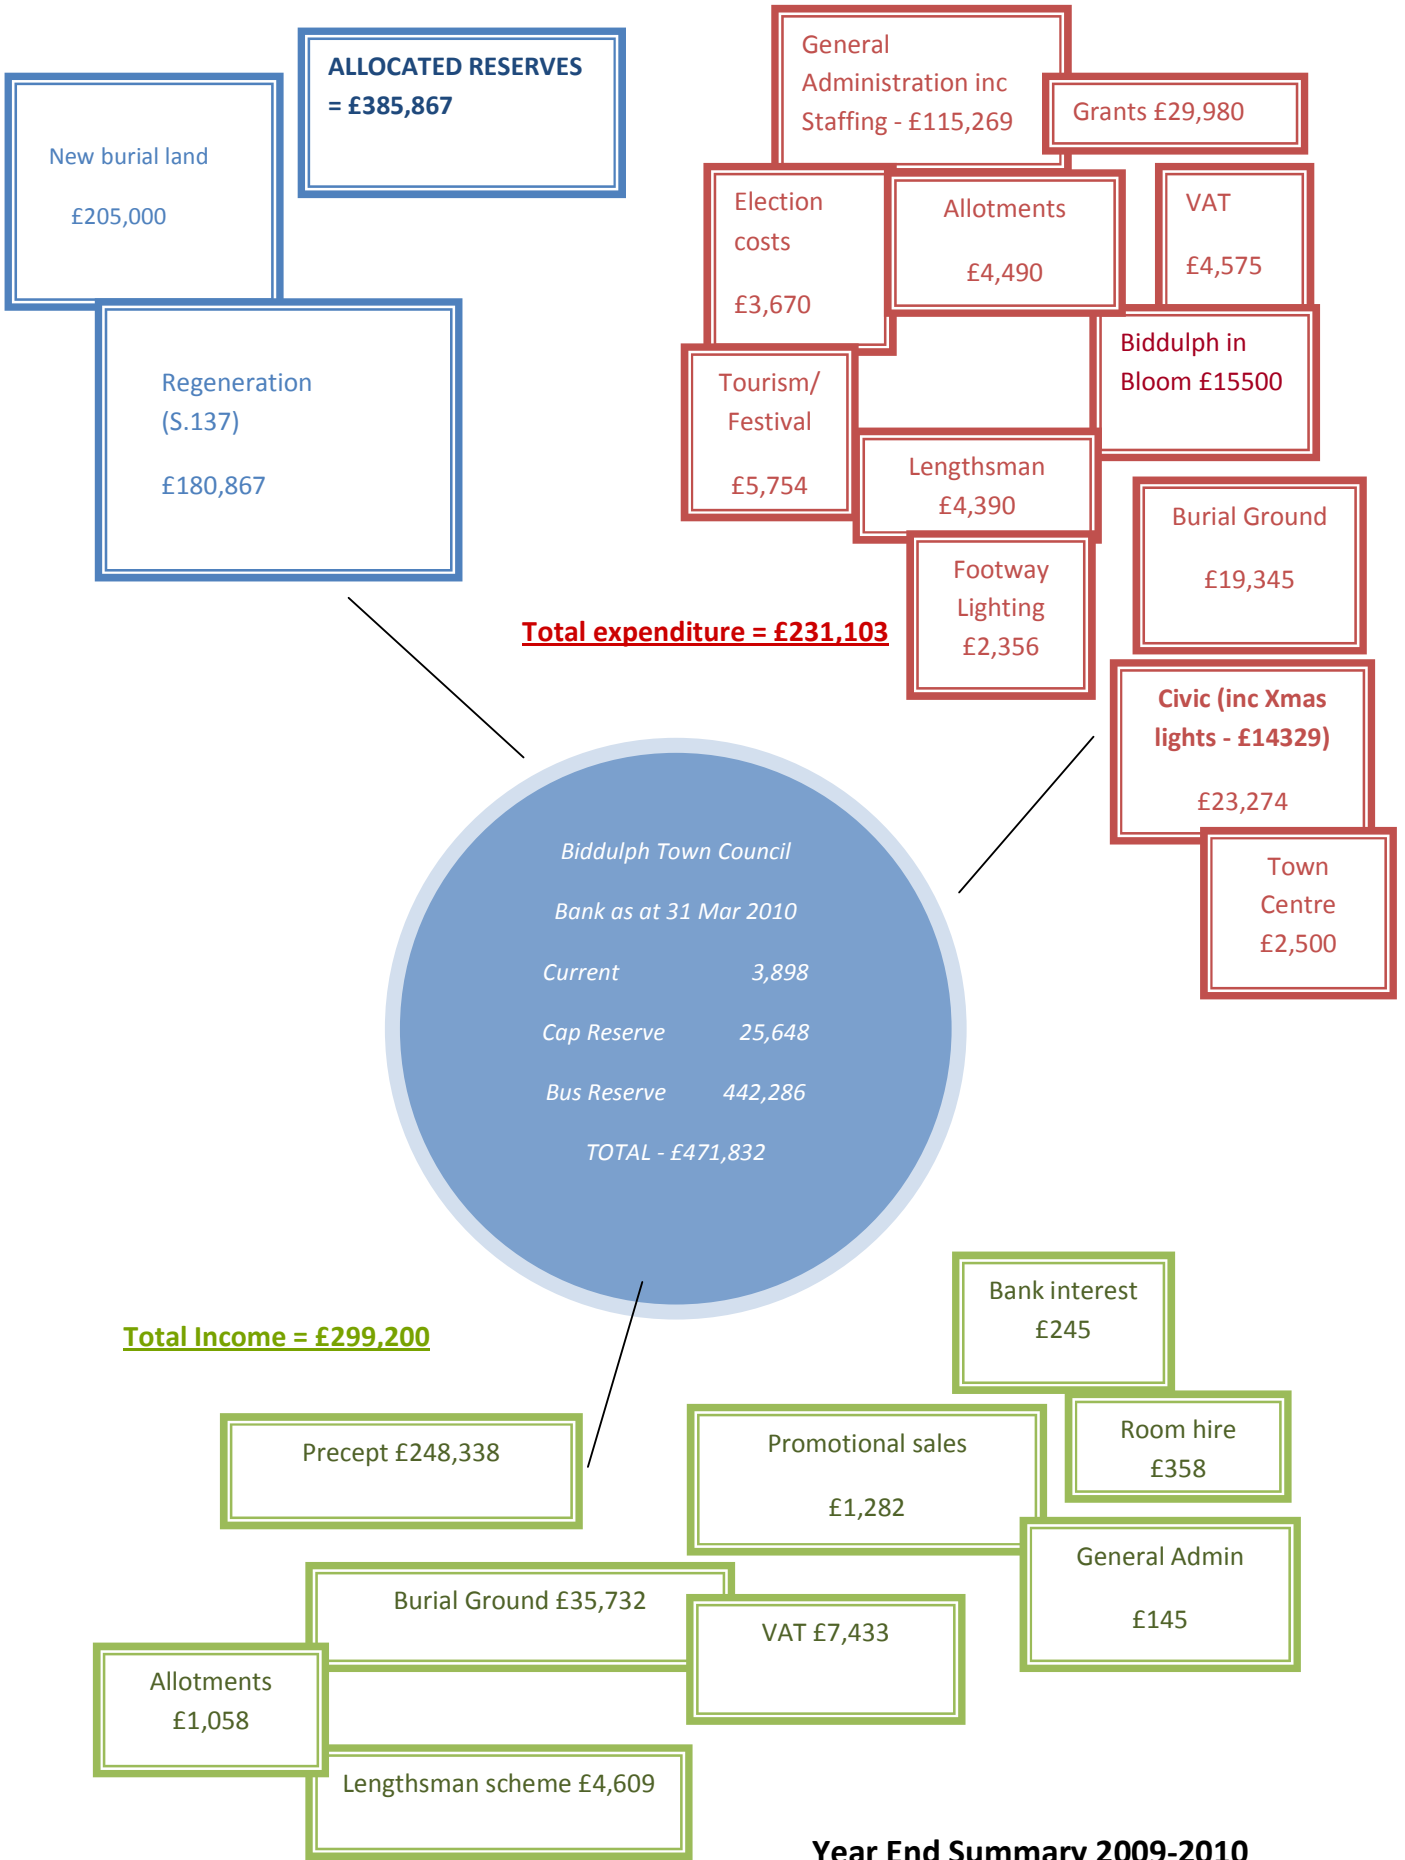 ALLOCATED RESERVES
= £385,867
New burial land
£205,000
Regeneration
(S.137)
£180,867
General
Administration inc
Staffing - £115,269
Grants £29,980
Election
costs
£3,670
Allotments
£4,490
VAT
£4,575
Biddulph in
Bloom £15500
Tourism/
Festival
£5,754
Lengthsman
£4,390
Burial Ground
£19,345
Footway
Lighting
£2,356
Total expenditure = £231,103
Civic (inc Xmas
lights - £14329)
£23,274
Town
Centre
£2,500
Biddulph Town Council
Bank as at 31 Mar 2010
Current 3,898
Cap Reserve 25,648
Bus Reserve 442,286
TOTAL - £471,832
Total Income = £299,200
Bank interest
£245
Room hire
£358
Precept £248,338
Promotional sales
£1,282
General Admin
£145
Burial Ground £35,732
VAT £7,433
Allotments
£1,058
Lengthsman scheme £4,609
Year End Summary 2009-2010